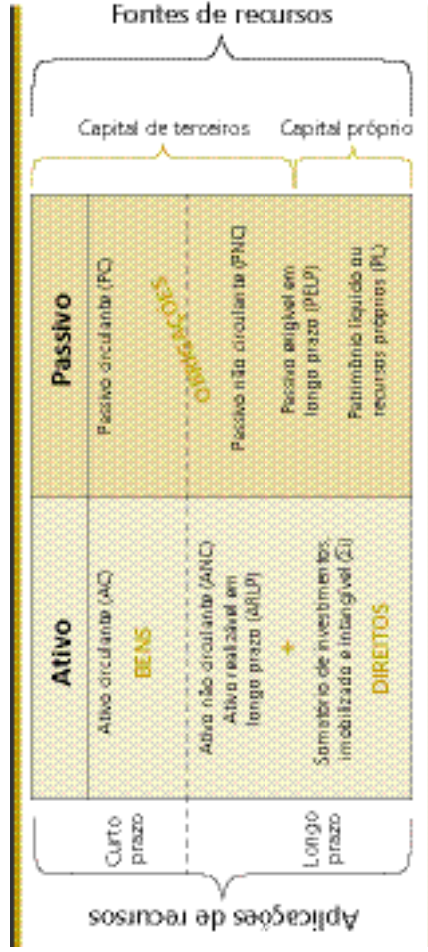 Aplicações de recursos
Curto
prazo
Longo
prazo
Ativo
Ativo circulante (AC)
BENS
Ativo não circulante (ANC)
Ativo realizável em
longo prazo (ARLP)
+
Somatório de investimentos,
imobilizado e intangível (Σi)
DIREITOS
Passivo
Passivo circulante (PC)
OBRIGAÇÕES
Passivo não circulante (PNC)
Passivo exigível em
longo prazo (PELP)
Patrimônio líquido ou
recursos próprios (PL)
Capital de terceiros
Capital próprio
Fontes de recursos